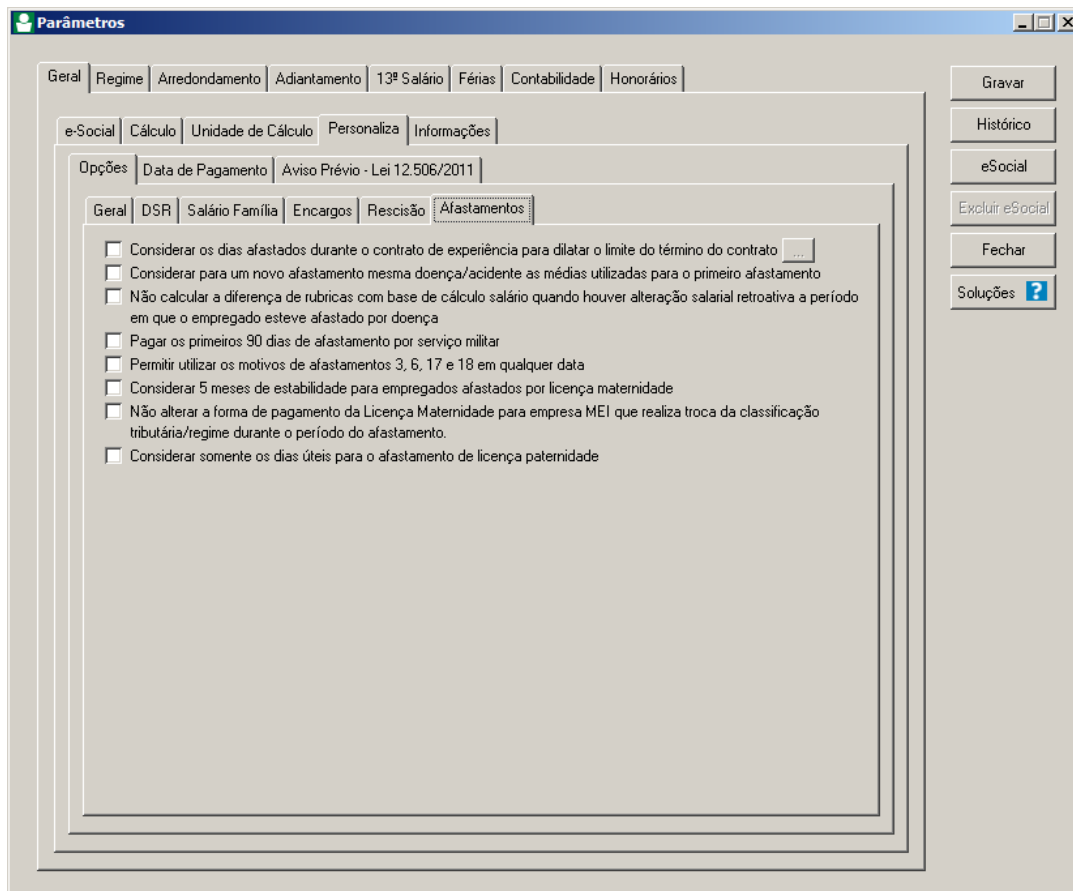 Parâmetros
Geral Regime Arredondamento Adiantamento 13º Salário Férias Contabilidade Honorários
Gravar
e-Social Cálculo Unidade de Cálculo Personaliza Informações
Histórico
Opções Data de Pagamento Aviso Prévio - Lei 12.506/2011
eSocial
Geral DSR Salário Família Encargos Rescisão Afastamentos
Excluir eSocial
Considerar os dias afastados durante o contrato de experiência para dilatar o limite do término do contrato ...
Fechar
Considerar para um novo afastamento mesma doença/acidente as médias utilizadas para o primeiro afastamento
Não calcular a diferença de rubricas com base de cálculo salário quando houver alteração salarial retroativa a período
Soluções ?
em que o empregado esteve afastado por doença
Pagar os primeiros 90 dias de afastamento por serviço militar
Permitir utilizar os motivos de afastamentos 3, 6, 17 e 18 em qualquer data
Considerar 5 meses de estabilidade para empregados afastados por licença maternidade
Não alterar a forma de pagamento da Licença Maternidade para empresa MEI que realiza troca da classificação
tributária/regime durante o período do afastamento.
Considerar somente os dias úteis para o afastamento de licença paternidade